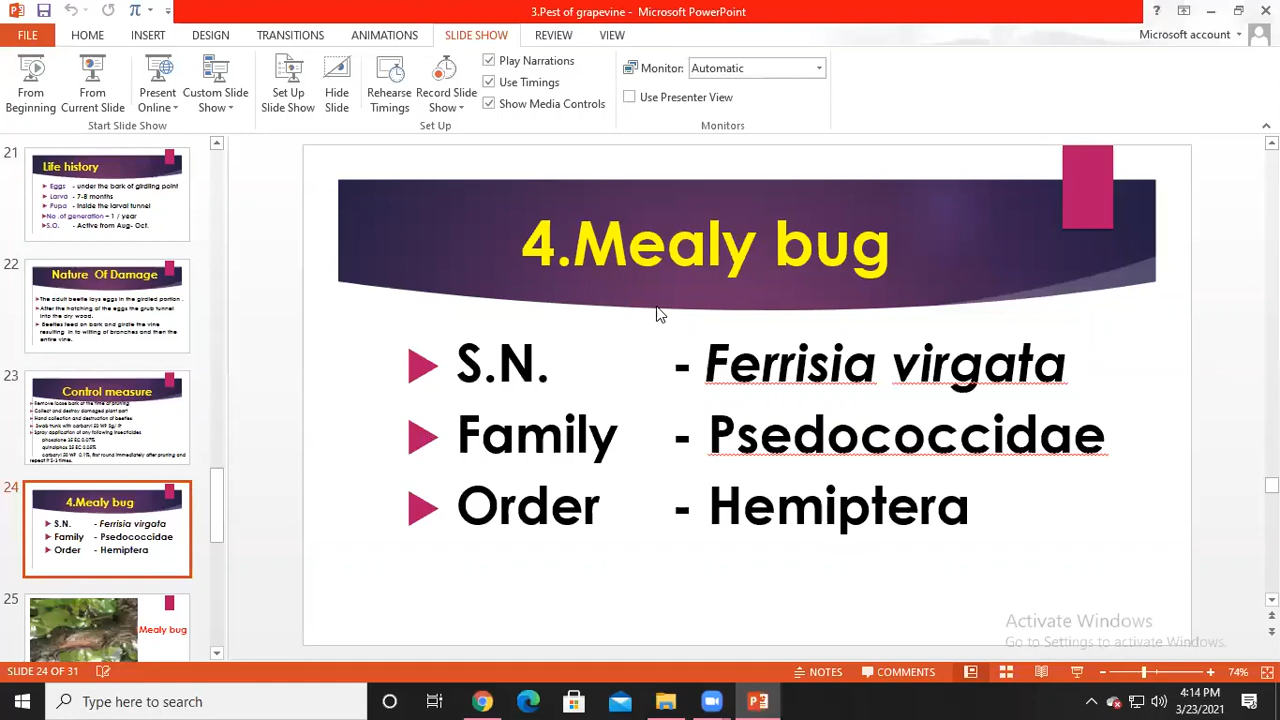 3.Pest of grapevine - Microsoft PowerPoint
FILE HOME INSERT DESIGN TRANSITIONS ANIMATIONS SLIDE SHOW REVIEW VIEW Microsoft account
From Beginning
From Current Slide
Present Online
Custom Slide Show
Set Up Slide Show
Hide Slide
Rehearse Timings
Record Slide Show
Play Narrations
Use Timings
Show Media Controls
Monitor: Automatic
Use Presenter View
Start Slide Show Set Up Monitors
21
Life history
Eggs - under the bark of girdling point
Larva - 7-8 months
Pupa - Inside the larval tunnel
No .of generation = 1 / year
S.O. - Active from Aug- Oct.
22
Nature Of Damage
The adult beetle lays eggs in the girdled portion .
After the hatching of the eggs the grub tunnel
into the dry wood.
Beetles feed on bark and girdle the vine
resulting in to wilting of branches and then the
entire vine.
23
Control measure
Remove loose bark at the time of pruning
Collect and destroy damaged plant part
Hand collection and destruction of beetles
Swab trunk with carbaryl 50 WP
Spray application of any following insecticides
phosalone 35 EC 0.07%
quinalphos 25 EC 0.05%
carbaryl 50 WP 0.1%, first round immediately after pruning and
repeat
24
4.Mealy bug
S.N. - Ferrisia virgata
Family - Psedococcidae
Order - Hemiptera
25
Mealy bug
4.Mealy bug
S.N. - Ferrisia virgata
Family - Psedococcidae
Order - Hemiptera
Activate Windows
Go to Settings to activate Windows.
SLIDE 24 OF 31 NOTES COMMENTS 74%
Type here to search
4:14 PM
3/23/2021